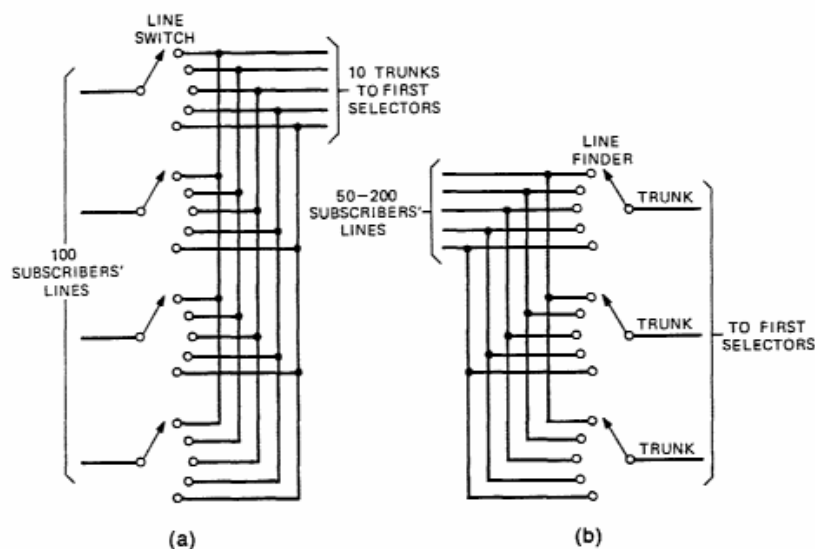 LINE
SWITCH
10 TRUNKS
TO FIRST
SELECTORS
100
SUBSCRIBERS'
LINES
(a)
50–200
SUBSCRIBERS'
LINES
LINE
FINDER
TRUNK
TRUNK
TRUNK
TO FIRST
SELECTORS
(b)